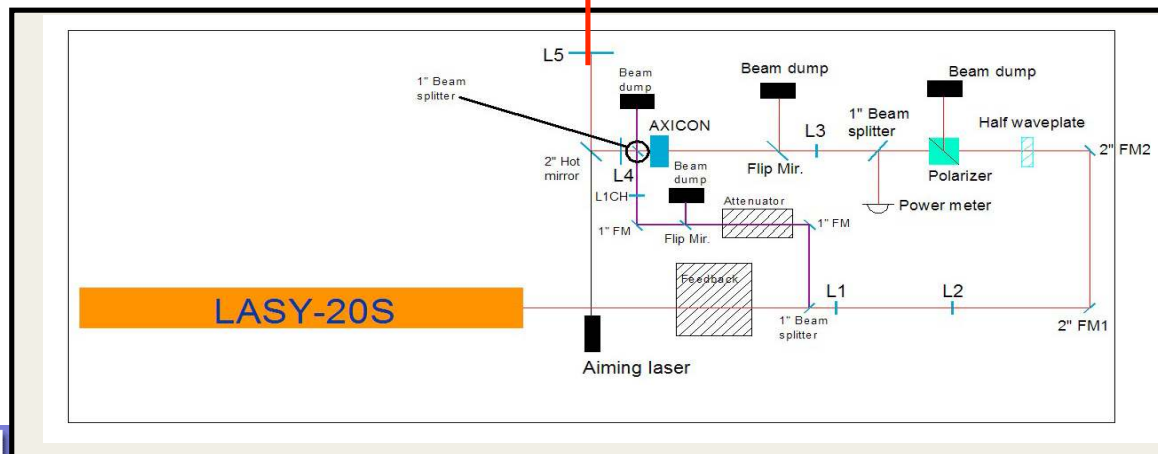 L5
Beam
dump
Beam dump
Beam dump
1" Beam
splitter
AXICON
L3
1" Beam
splitter
Half waveplate
2" Hot
mirror
L4
Flip Mir.
Polarizer
2" FM2
Beam
dump
L1CH
Attenuator
Power meter
1" FM
Flip Mir.
1" FM
Feedback
LASY-20S
L1
L2
1" Beam
splitter
2" FM1
Aiming laser